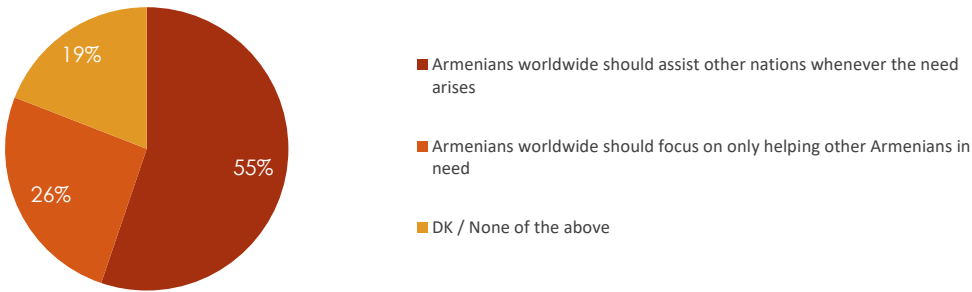 19%
Armenians worldwide should assist other nations whenever the need
arises
Armenians worldwide should focus on only helping other Armenians in
need
55%
26%
DK / None of the above